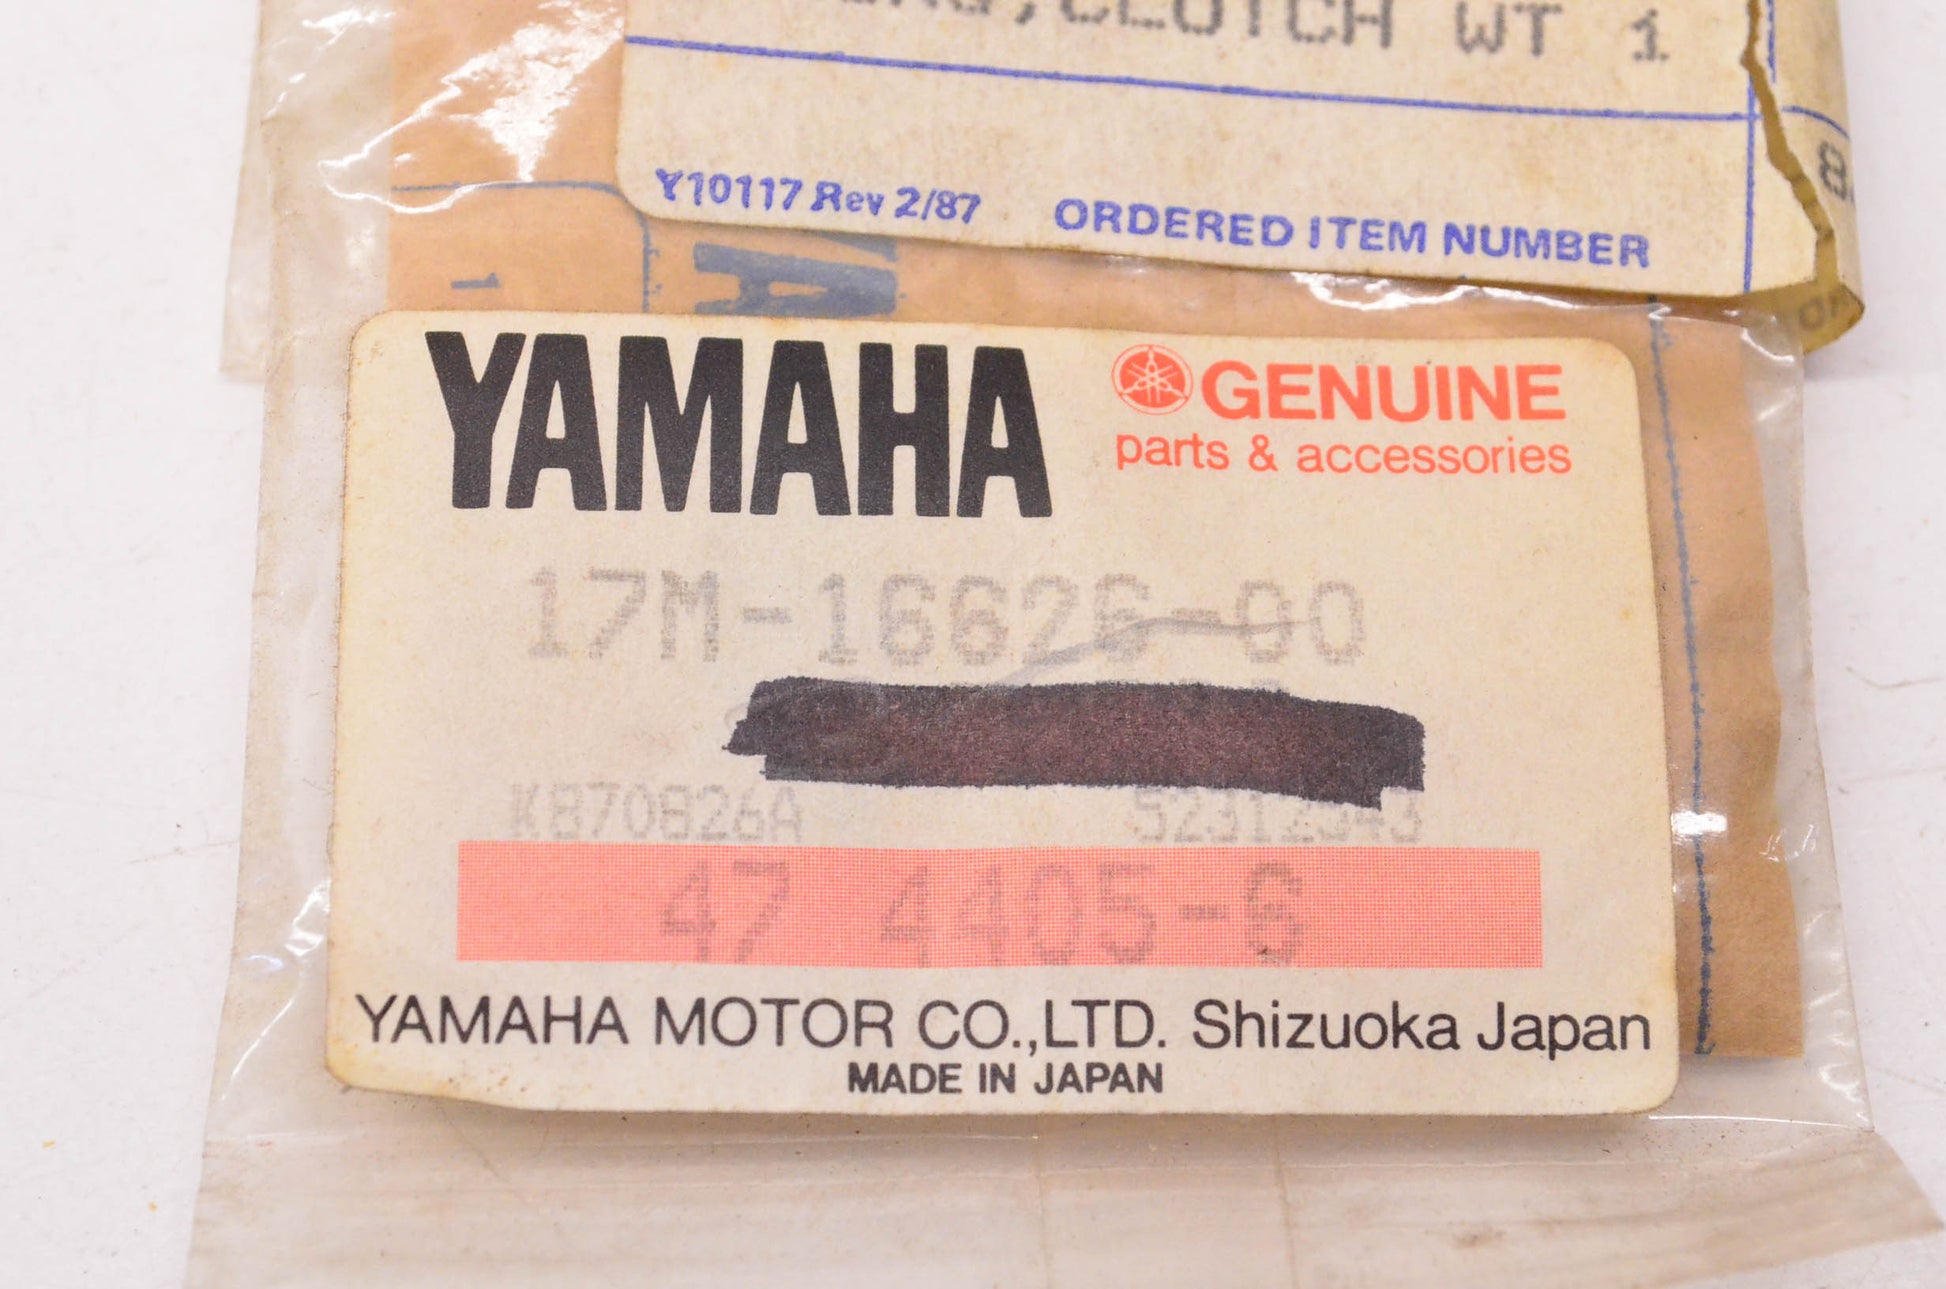 ,CLUTCH WT 1
Y10117 Rev 2/87 ORDERED ITEM NUMBER
YAMAHA
GENUINE
parts & accessories
17M-16626-00
K870826A
47 4405-6
YAMAHA MOTOR CO.,LTD. Shizuoka Japan
MADE IN JAPAN